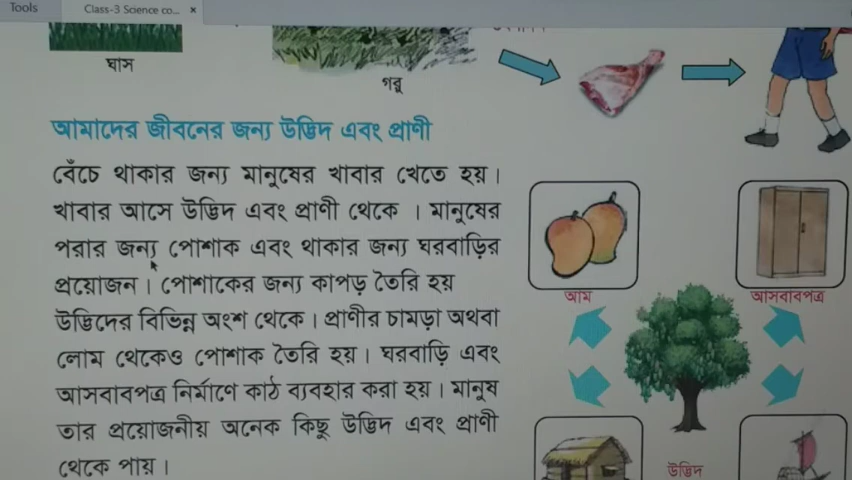 Tools
Class-3 Science co...
ঘাস
গরু
আমাদের জীবনের জন্য উদ্ভিদ এবং প্রাণী
বেঁচে থাকার জন্য মানুষের খাবার খেতে হয়।
খাবার আসে উদ্ভিদ এবং প্রাণী থেকে । মানুষের
পরার জন্য পোশাক এবং থাকার জন্য ঘরবাড়ির
প্রয়োজন। পোশাকের জন্য কাপড় তৈরি হয়
উদ্ভিদের বিভিন্ন অংশ থেকে। প্রাণীর চামড়া অথবা
লোম থেকেও পোশাক তৈরি হয়। ঘরবাড়ি এবং
আসবাবপত্র নির্মাণে কাঠ ব্যবহার করা হয়। মানুষ
তার প্রয়োজনীয় অনেক কিছু উদ্ভিদ এবং প্রাণী
থেকে পায়।
আম
আসবাবপত্র
উদ্ভিদ